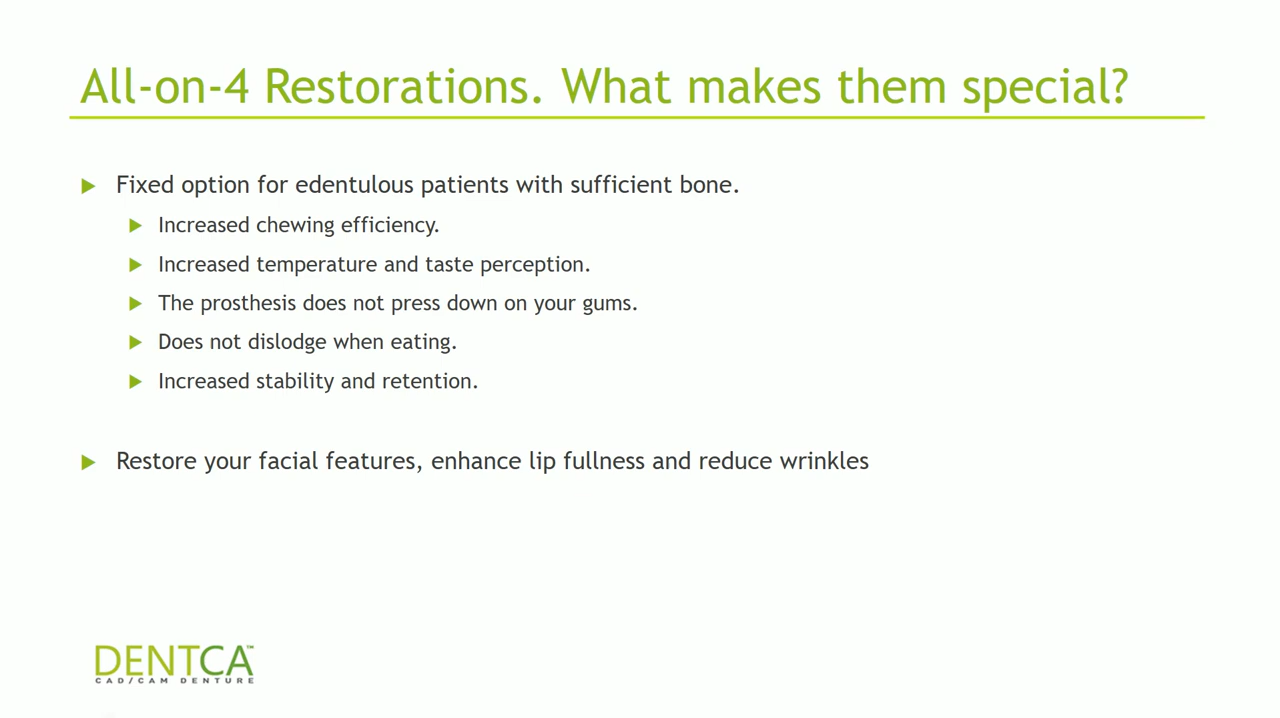 All-on-4 Restorations. What makes them special?
Fixed option for edentulous patients with sufficient bone.
Increased chewing efficiency.
Increased temperature and taste perception.
The prosthesis does not press down on your gums.
Does not dislodge when eating.
Increased stability and retention.
Restore your facial features, enhance lip fullness and reduce wrinkles
DENTCA™
CAD/CAM DENTURE